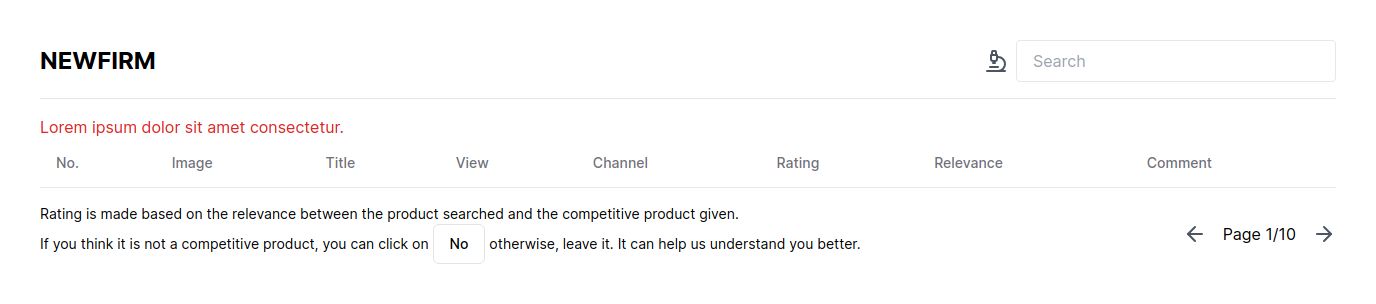 NEWFIRM
Search
Lorem ipsum dolor sit amet consectetur.
No. Image Title View Channel Rating Relevance Comment
Rating is made based on the relevance between the product searched and the competitive product given.
If you think it is not a competitive product, you can click on No otherwise, leave it. It can help us understand you better.
Page 1/10